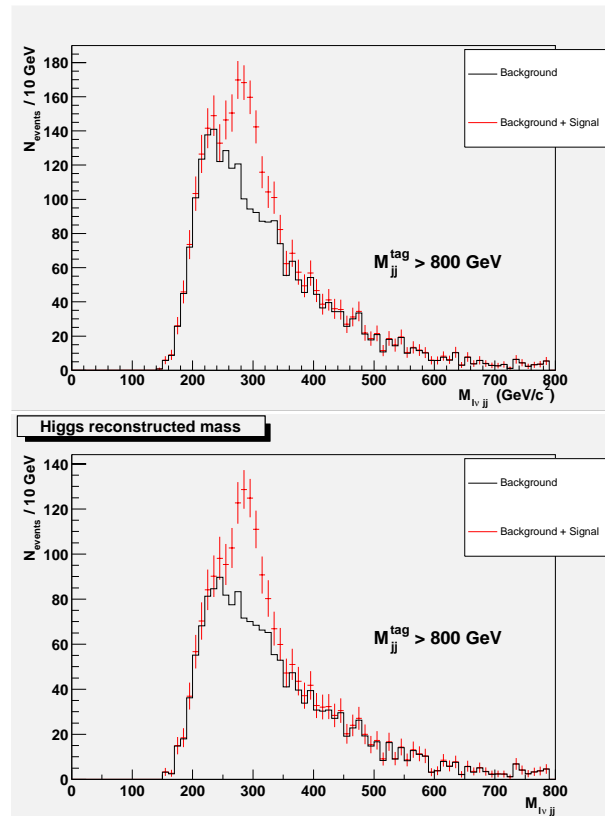 N_events / 10 GeV
180
160
140
120
100
80
60
40
20
0
Background
Background + Signal
M_jj^tag > 800 GeV
0 100 200 300 400 500 600 700 800
M_lν jj (GeV/c²)
Higgs reconstructed mass
N_events / 10 GeV
140
120
100
80
60
40
20
0
Background
Background + Signal
M_jj^tag > 800 GeV
0 100 200 300 400 500 600 700 800
M_lν jj